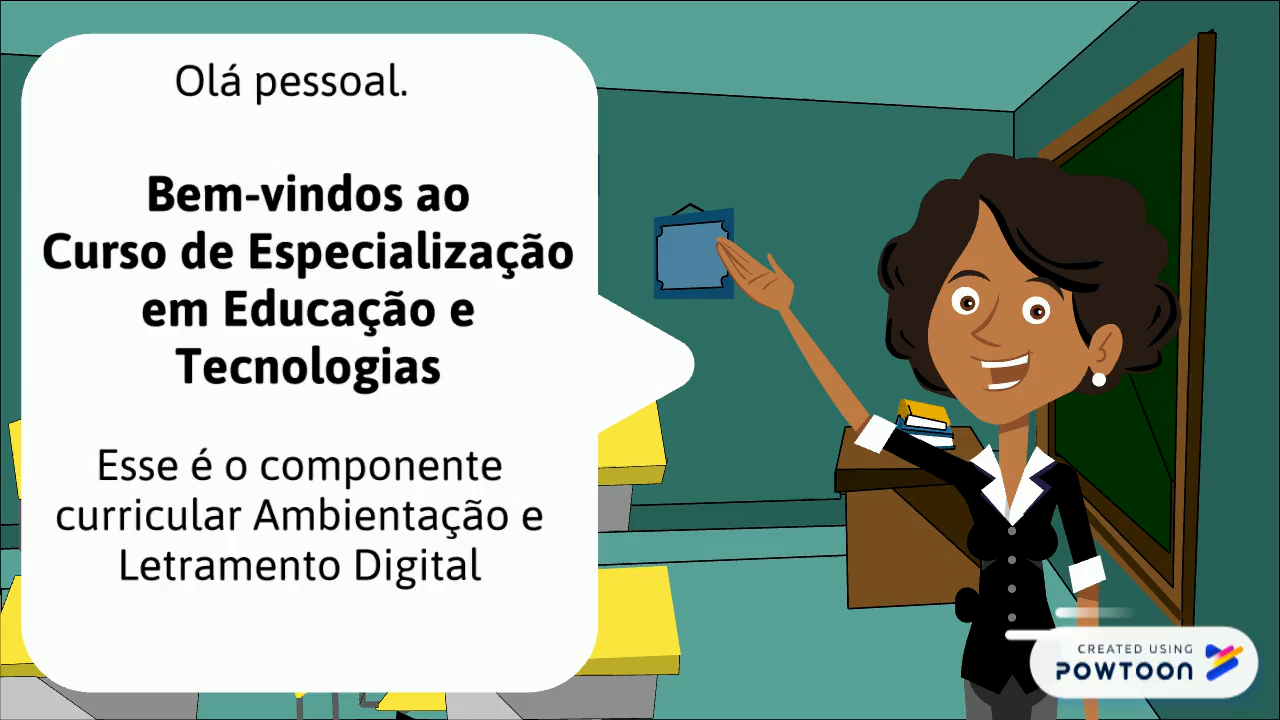 Olá pessoal.
Bem-vindos ao
Curso de Especialização
em Educação e
Tecnologias
Esse é o componente
curricular Ambientação e
Letramento Digital
CREATED USING
POWTOON